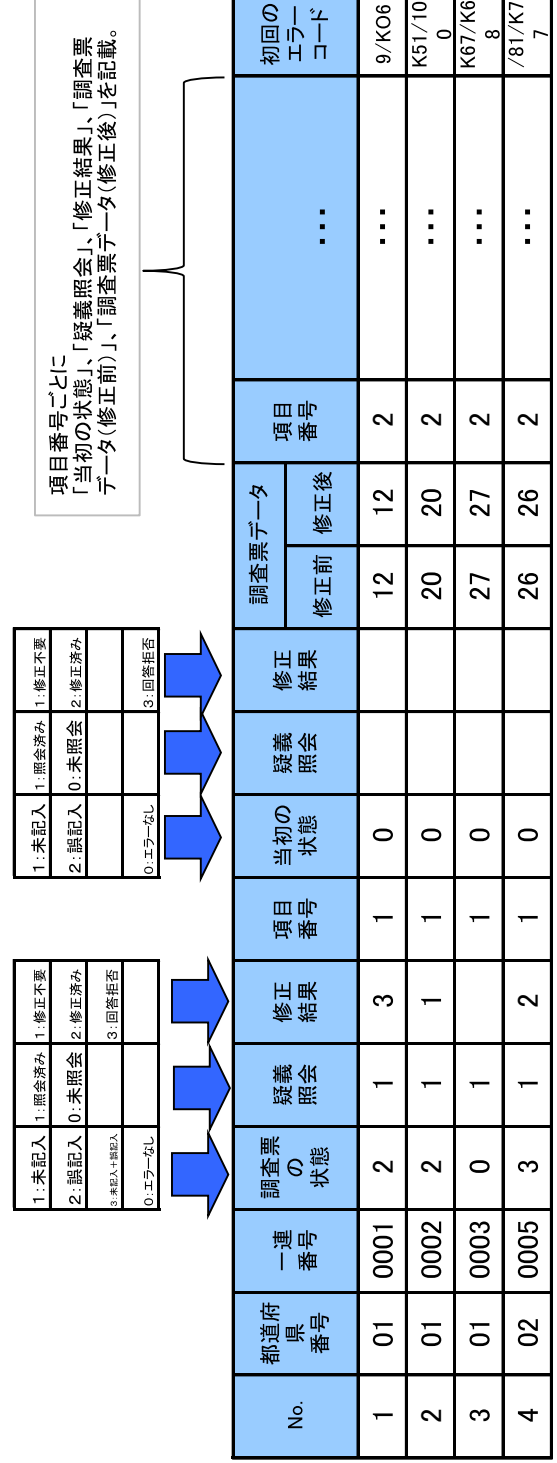 項目番号ごとに
「当初の状態」、「疑義照会」、「修正結果」、「調査票
データ(修正前)」、「調査票データ(修正後)」を記載。
1:未記入 1:照会済み 1:修正不要
2:誤記入 0:未照会 2:修正済み
3:未記入+誤記入 3:回答拒否
0:エラーなし
1:未記入 1:照会済み 1:修正不要
2:誤記入 0:未照会 2:修正済み
0:エラーなし 3:回答拒否
No. 都道府県番号 一連番号 調査票の状態 疑義照会 修正結果 項目番号 当初の状態 疑義照会 修正結果 調査票データ 修正前 修正後 項目番号 … 初回のエラーコード
1 01 0001 2 1 3 1 0 12 12 2 … 9/KO6
2 01 0002 2 1 1 1 0 20 20 2 … K51/100
3 01 0003 0 1 1 0 27 27 2 … K67/K68
4 02 0005 3 1 2 1 0 26 26 2 … /81/K77